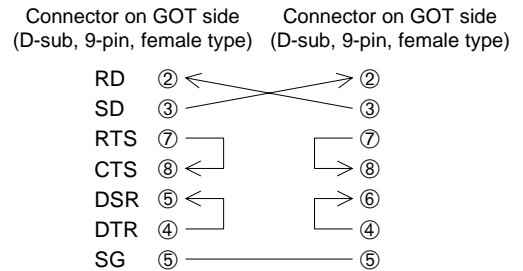 Connector on GOT side Connector on GOT side
(D-sub, 9-pin, female type) (D-sub, 9-pin, female type)
RD ② ②
SD ③ ③
RTS ⑦ ⑦
CTS ⑧ ⑧
DSR ⑤ ⑥
DTR ④ ④
SG ⑤ ⑤